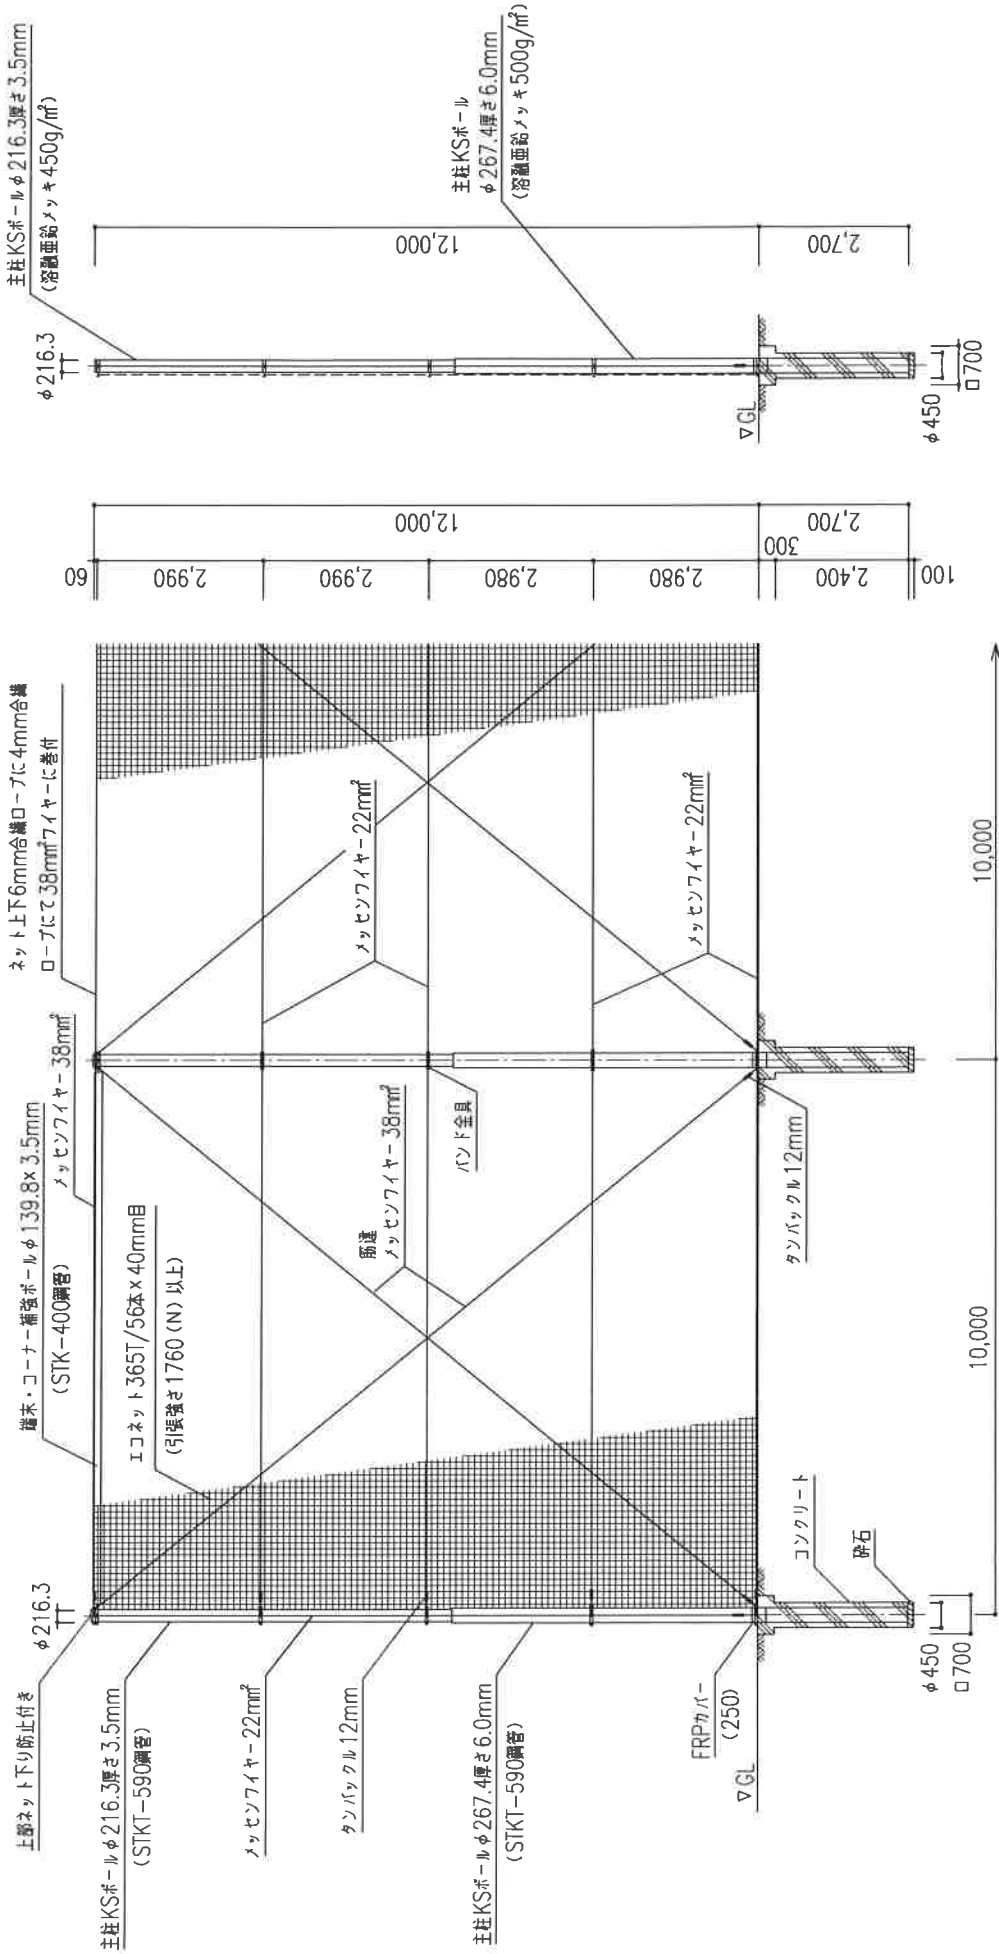 上部ネット下り防止付き
φ216.3
主柱KSポールφ216.3厚さ3.5mm
(STKT-590鋼管)
メッセンワイヤー22mm²
タンバックル12mm
主柱KSポールφ267.4厚さ6.0mm
(STKT-590鋼管)
FRPカバー
(250)
▽GL
φ450
□700
端末・コーナー補強ポールφ139.8×3.5mm
(STK-400鋼管)
メッセンワイヤー38mm²
エコネット365T/56本×40mm目
(引張強さ1760(N)以上)
筋違
メッセンワイヤー38mm²
バンド金具
タンバックル12mm
コンクリート
砕石
10,000
ネット上下6mm合繊ロープに4mm合繊
ロープにて38mm²ワイヤーに巻付
メッセンワイヤー22mm²
メッセンワイヤー22mm²
10,000
60
2,990
2,990
2,980
2,980
300
2,400
100
12,000
2,700
φ216.3
主柱KSポールφ216.3厚さ3.5mm
(溶融亜鉛メッキ450g/㎡)
主柱KSポール
φ267.4厚さ6.0mm
(溶融亜鉛メッキ500g/㎡)
12,000
2,700
▽GL
φ450
□700